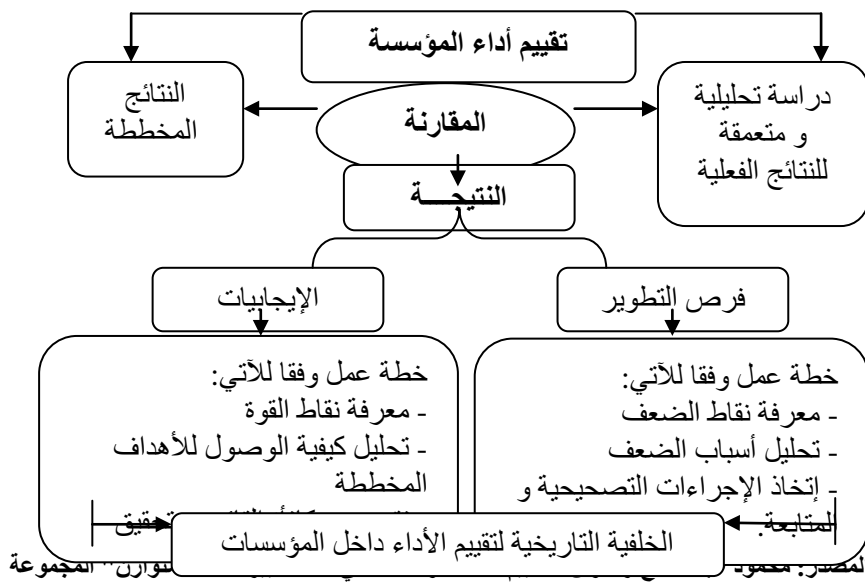 تقييم أداء المؤسسة
دراسة تحليلية
و متعمقة
للنتائج الفعلية
المقارنة
النتائج
المخططة
النتيجـــــة
فرص التطوير
الإيجابيات
خطة عمل وفقا للآتي:
- معرفة نقاط الضعف
- تحليل أسباب الضعف
- إتخاذ الإجراءات التصحيحية و
المتابعة.
خطة عمل وفقا للآتي:
- معرفة نقاط القوة
- تحليل كيفية الوصول للأهداف
المخططة
الخلفية التاريخية لتقييم الأداء داخل المؤسسات
المصدر: محمود المجموعة